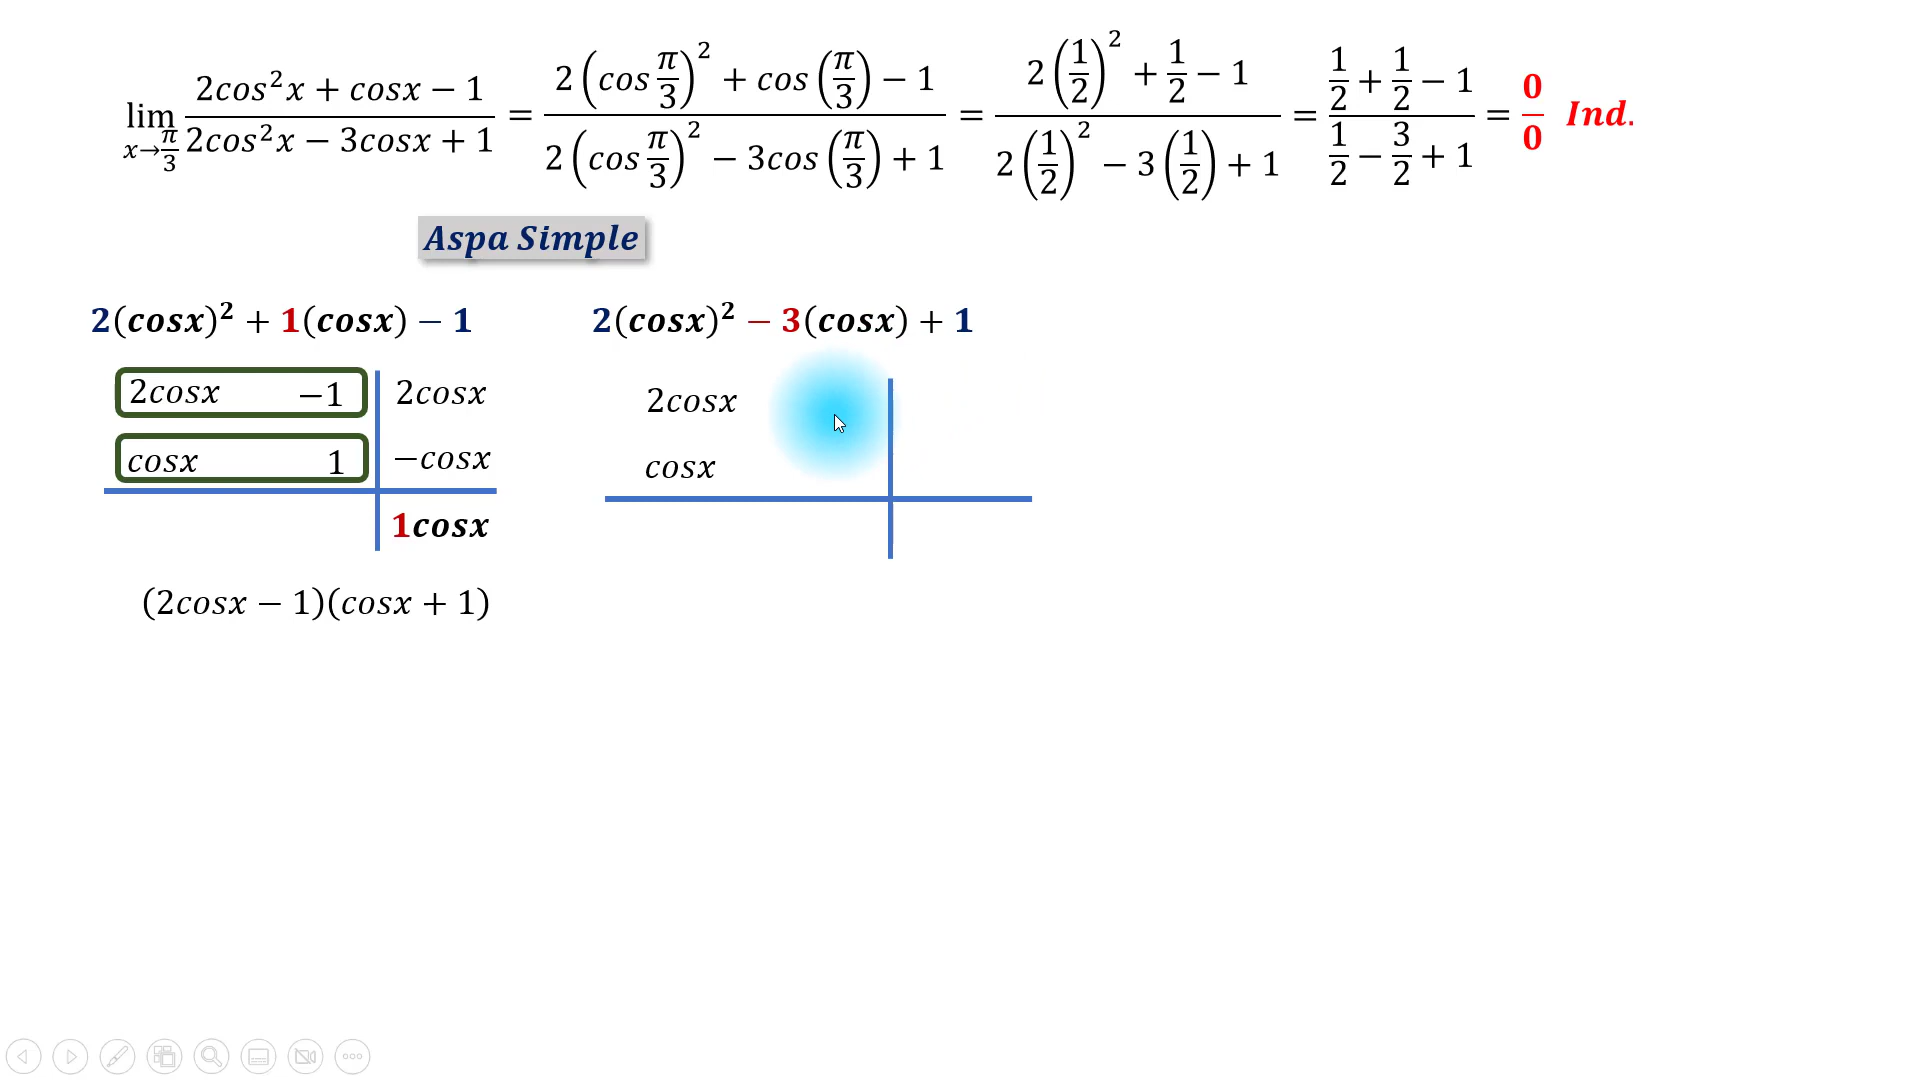 lim x→π/3 (2cos²x + cosx − 1)/(2cos²x − 3cosx + 1) = (2(cos π/3)² + cos(π/3) − 1)/(2(cos π/3)² − 3cos(π/3) + 1) = (2(1/2)² + 1/2 − 1)/(2(1/2)² − 3(1/2) + 1) = (1/2 + 1/2 − 1)/(1/2 − 3/2 + 1) = 0/0 Ind.
Aspa Simple
2(cosx)² + 1(cosx) − 1
2cosx −1 2cosx
cosx 1 −cosx
1cosx
(2cosx − 1)(cosx + 1)
2(cosx)² − 3(cosx) + 1
2cosx
cosx